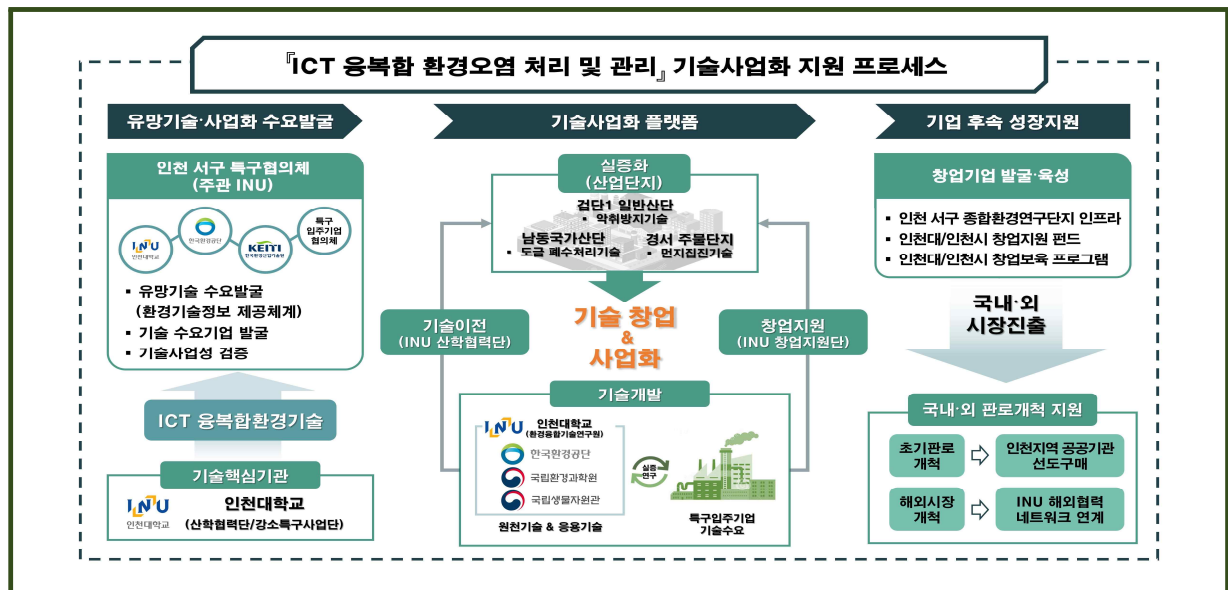 『ICT 융복합 환경오염 처리 및 관리』 기술사업화 지원 프로세스
유망기술·사업화 수요발굴
인천 서구 특구협의체
(주관 INU)
INU
인천대학교
한국환경공단
KEITI
한국환경산업기술원
특구
입주기업
협의체
▪ 유망기술 수요발굴
(환경기술정보 제공체계)
▪ 기술 수요기업 발굴
▪ 기술사업성 검증
ICT 융복합환경기술
기술핵심기관
INU
인천대학교
인천대학교
(산학협력단/강소특구사업단)
기술사업화 플랫폼
실증화
(산업단지)
검단1 일반산단
▪ 악취방지기술
남동국가산단
▪ 도금 폐수처리기술
경서 주물단지
▪ 먼지집진기술
기술이전
(INU 산학협력단)
기술 창업
&
사업화
창업지원
(INU 창업지원단)
기술개발
INU 인천대학교
(환경융합기술연구원)
한국환경공단
국립환경과학원
국립생물자원관
원천기술 & 응용기술
실증
연구
특구입주기업
기술수요
기업 후속 성장지원
창업기업 발굴·육성
▪ 인천 서구 종합환경연구단지 인프라
▪ 인천대/인천시 창업지원 펀드
▪ 인천대/인천시 창업보육 프로그램
국내·외
시장진출
국내·외 판로개척 지원
초기판로
개척
인천지역 공공기관
선도구매
해외시장
개척
INU 해외협력
네트워크 연계